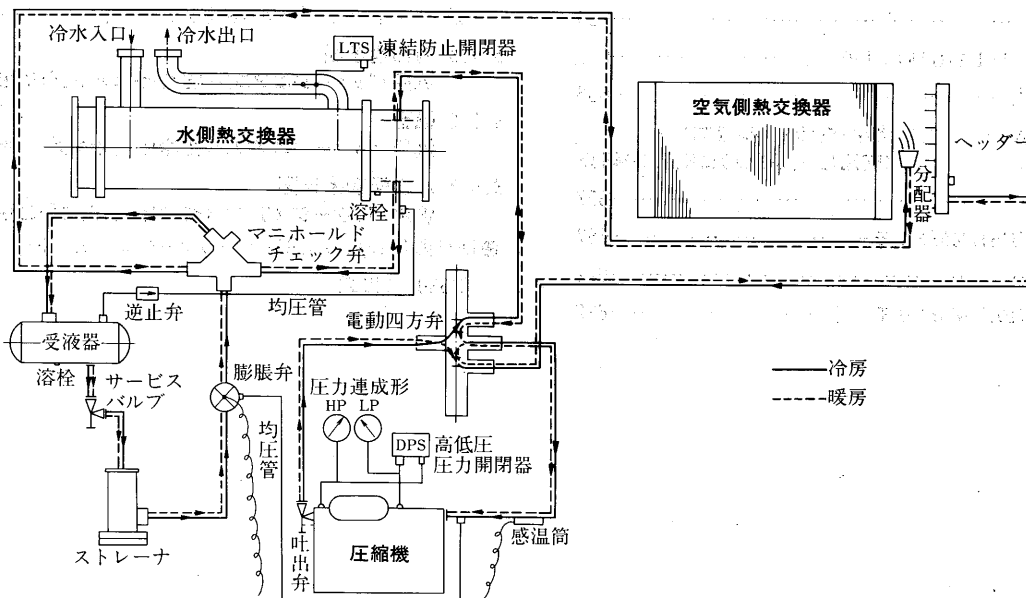 冷水入口
冷水出口
LTS
凍結防止開閉器
水側熱交換器
空気側熱交換器
ヘッダー
分配器
溶栓
マニホールド
チェック弁
均圧管
逆止弁
電動四方弁
受液器
溶栓
サービス
バルブ
膨脹弁
圧力連成形
HP
LP
DPS
高低圧
圧力開閉器
均圧管
冷房
暖房
ストレーナ
吐出弁
圧縮機
感温筒